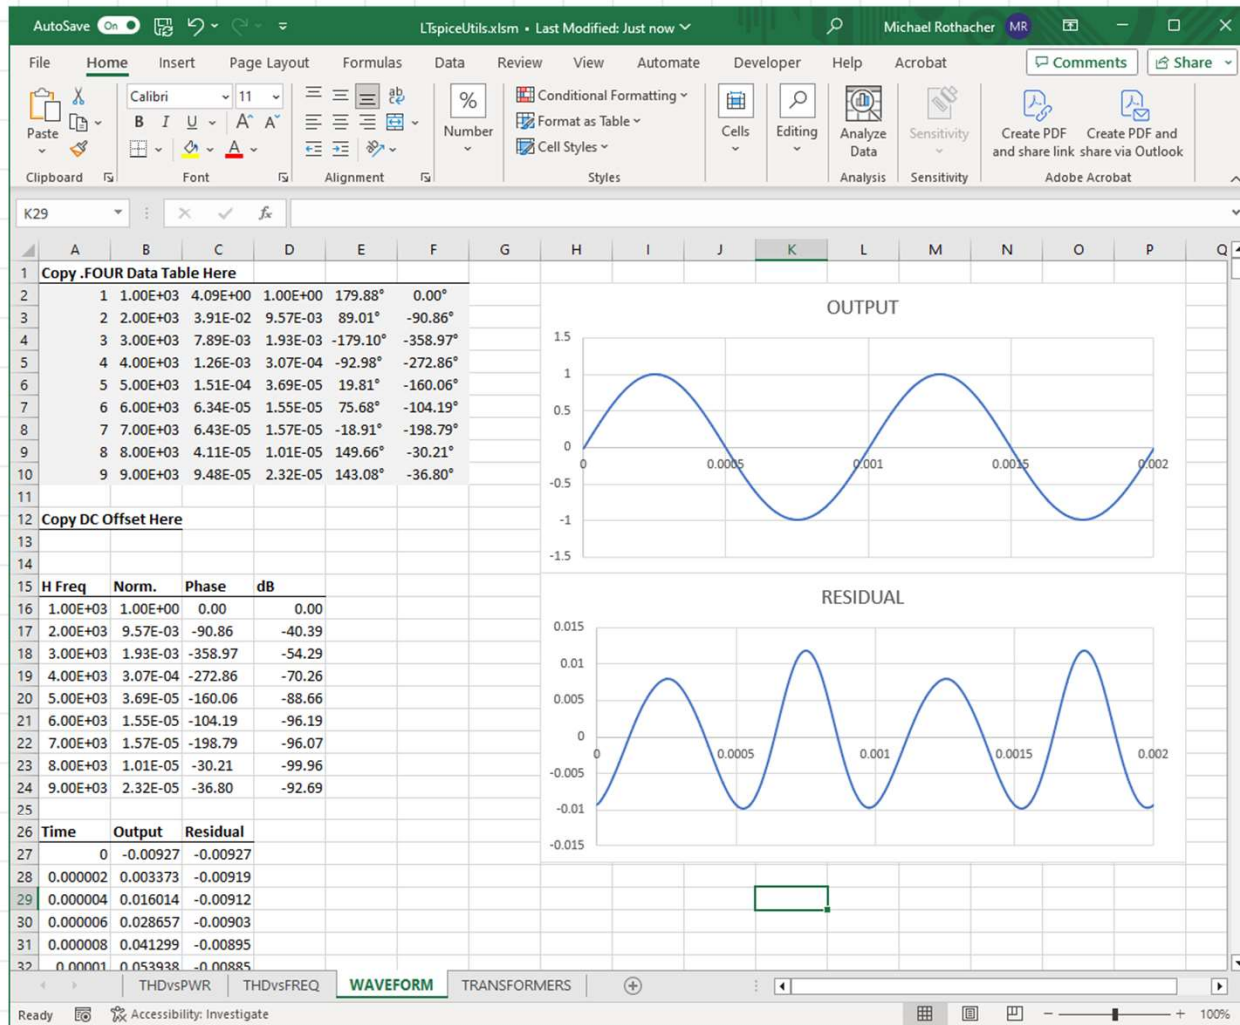 AutoSave On LTspiceUtils.xlsm • Last Modified: Just now Michael Rothacher MR
File Home Insert Page Layout Formulas Data Review View Automate Developer Help Acrobat Comments Share
Paste Calibri 11 B I U A A A ab % Number Conditional Formatting Format as Table Cell Styles Cells Editing Analyze Data Sensitivity Create PDF and share link Create PDF and share via Outlook
Clipboard Font Alignment Styles Analysis Sensitivity Adobe Acrobat
K29 fx
A B C D E F G H I J K L M N O P Q
1 Copy .FOUR Data Table Here
2 1 1.00E+03 4.09E+00 1.00E+00 179.88° 0.00°
3 2 2.00E+03 3.91E-02 9.57E-03 89.01° -90.86°
4 3 3.00E+03 7.89E-03 1.93E-03 -179.10° -358.97°
5 4 4.00E+03 1.26E-03 3.07E-04 -92.98° -272.86°
6 5 5.00E+03 1.51E-04 3.69E-05 19.81° -160.06°
7 6 6.00E+03 6.34E-05 1.55E-05 75.68° -104.19°
8 7 7.00E+03 6.43E-05 1.57E-05 -18.91° -198.79°
9 8 8.00E+03 4.11E-05 1.01E-05 149.66° -30.21°
10 9 9.00E+03 9.48E-05 2.32E-05 143.08° -36.80°
11
12 Copy DC Offset Here
13
14
15 H Freq Norm. Phase dB
16 1.00E+03 1.00E+00 0.00 0.00
17 2.00E+03 9.57E-03 -90.86 -40.39
18 3.00E+03 1.93E-03 -358.97 -54.29
19 4.00E+03 3.07E-04 -272.86 -70.26
20 5.00E+03 3.69E-05 -160.06 -88.66
21 6.00E+03 1.55E-05 -104.19 -96.19
22 7.00E+03 1.57E-05 -198.79 -96.07
23 8.00E+03 1.01E-05 -30.21 -99.96
24 9.00E+03 2.32E-05 -36.80 -92.69
25
26 Time Output Residual
27 0 -0.00927 -0.00927
28 0.000002 0.003373 -0.00919
29 0.000004 0.016014 -0.00912
30 0.000006 0.028657 -0.00903
31 0.000008 0.041299 -0.00895
32 0.00001 0.053938 -0.00885
OUTPUT
1.5
1
0.5
0
0 0.0005 0.001 0.0015 0.002
-0.5
-1
-1.5
RESIDUAL
0.015
0.01
0.005
0
0 0.0005 0.001 0.0015 0.002
-0.005
-0.01
-0.015
THDvsPWR THDvsFREQ WAVEFORM TRANSFORMERS
Ready Accessibility: Investigate 100%